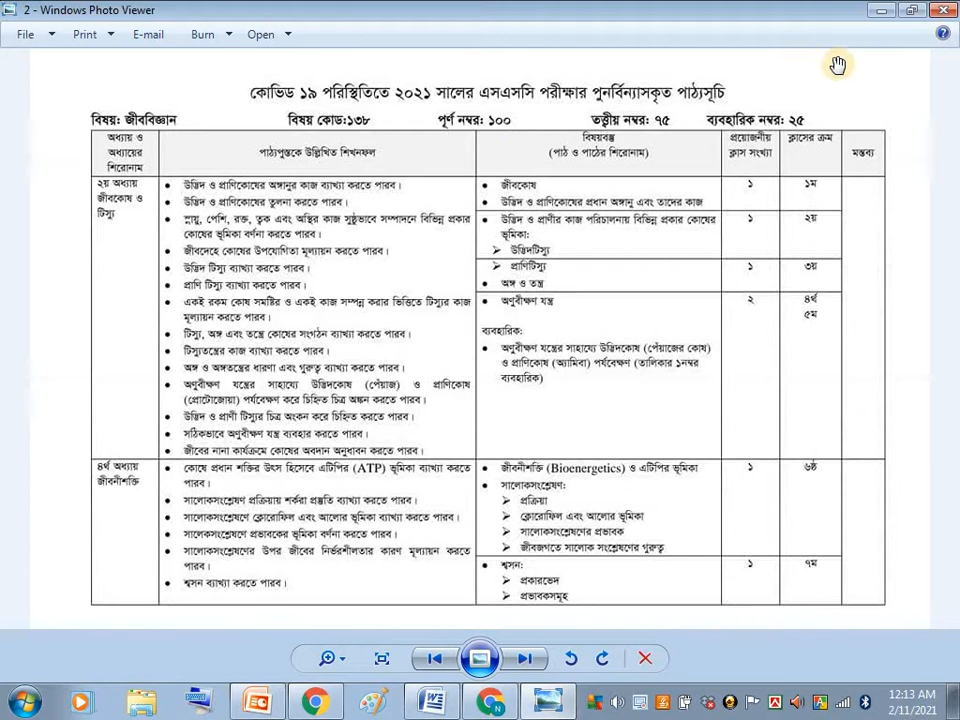 2 - Windows Photo Viewer
File Print E-mail Burn Open
কোভিড ১৯ পরিস্থিতিতে ২০২১ সালের এসএসসি পরীক্ষার পুনর্বিন্যাসকৃত পাঠ্যসূচি
বিষয়: জীববিজ্ঞান বিষয় কোড:১৩৮ পূর্ণ নম্বর: ১০০ তত্ত্বীয় নম্বর: ৭৫ ব্যবহারিক নম্বর: ২৫
অধ্যায় ও
অধ্যায়ের
শিরোনাম
পাঠ্যপুস্তকে উল্লিখিত শিখনফল
বিষয়বস্তু
(পাঠ ও পাঠের শিরোনাম)
প্রয়োজনীয়
ক্লাস সংখ্যা
ক্লাসের ক্রম
মন্তব্য
২য় অধ্যায়
জীবকোষ ও
টিস্যু
• উদ্ভিদ ও প্রাণিকোষের অঙ্গানুর কাজ ব্যাখ্যা করতে পারব।
• উদ্ভিদ ও প্রাণিকোষের তুলনা করতে পারব।
• স্নায়ু, পেশি, রক্ত, ত্বক এবং অস্থির কাজ সুষ্ঠুভাবে সম্পাদনে বিভিন্ন প্রকার
কোষের ভূমিকা বর্ণনা করতে পারব।
• জীবদেহে কোষের উপযোগিতা মূল্যায়ন করতে পারব।
• উদ্ভিদ টিস্যু ব্যাখ্যা করতে পারব।
• প্রাণি টিস্যু ব্যাখ্যা করতে পারব।
• একই রকম কোষ সমষ্টির ও একই কাজ সম্পন্ন করার ভিত্তিতে টিস্যুর কাজ
মূল্যায়ন করতে পারব।
• টিস্যু, অঙ্গ এবং তন্ত্রে কোষের সংগঠন ব্যাখ্যা করতে পারব।
• টিস্যুতন্ত্রের কাজ ব্যাখ্যা করতে পারব।
• অঙ্গ ও অঙ্গতন্ত্রের ধারণা এবং গুরুত্ব ব্যাখ্যা করতে পারব।
• অণুবীক্ষণ যন্ত্রের সাহায্যে উদ্ভিদকোষ (পেঁয়াজ) ও প্রাণিকোষ
(প্রোটোজোয়া) পর্যবেক্ষণ করে চিহ্নিত চিত্র অঙ্কন করতে পারব।
• উদ্ভিদ ও প্রাণী টিস্যুর চিত্র অংকন করে চিহ্নিত করতে পারব।
• সঠিকভাবে অণুবীক্ষণ যন্ত্র ব্যবহার করতে পারব।
• জীবের নানা কার্যক্রমে কোষের অবদান অনুধাবন করতে পারব।
• জীবকোষ
• উদ্ভিদ ও প্রাণিকোষের প্রধান অঙ্গানু এবং তাদের কাজ
১ ১ম
• উদ্ভিদ ও প্রাণীর কাজ পরিচালনায় বিভিন্ন প্রকার কোষের
ভূমিকা:
➢ উদ্ভিদটিস্যু
১ ২য়
➢ প্রাণিটিস্যু
• অঙ্গ ও তন্ত্র
১ ৩য়
• অণুবীক্ষণ যন্ত্র
২ ৪র্থ
৫ম
ব্যবহারিক:
• অণুবীক্ষণ যন্ত্রের সাহায্যে উদ্ভিদকোষ (পেঁয়াজের কোষ)
ও প্রাণিকোষ (অ্যামিবা) পর্যবেক্ষণ (তালিকার ১নম্বর
ব্যবহারিক)
৪র্থ অধ্যায়
জীবনীশক্তি
• কোষে প্রধান শক্তির উৎস হিসেবে এটিপির (ATP) ভূমিকা ব্যাখ্যা করতে
পারব।
• সালোকসংশ্লেষণ প্রক্রিয়ায় শর্করা প্রস্তুতি ব্যাখ্যা করতে পারব।
• সালোকসংশ্লেষণে ক্লোরোফিল এবং আলোর ভূমিকা ব্যাখ্যা করতে পারব।
• সালেকসংশ্লেষণে প্রভাবকের ভূমিকা বর্ণনা করতে পারব।
• সালোকসংশ্লেষণের উপর জীবের নির্ভরশীলতার কারণ মূল্যায়ন করতে
পারব।
• শ্বসন ব্যাখ্যা করতে পারব।
• জীবনীশক্তি (Bioenergetics) ও এটিপির ভূমিকা
• সালোকসংশ্লেষণ:
➢ প্রক্রিয়া
➢ ক্লোরোফিল এবং আলোর ভূমিকা
➢ সালোকসংশ্লেষণের প্রভাবক
➢ জীবজগতে সালোক সংশ্লেষণের গুরুত্ব
১ ৬ষ্ঠ
• শ্বসন:
➢ প্রকারভেদ
➢ প্রভাবকসমূহ
১ ৭ম
12:13 AM
2/11/2021